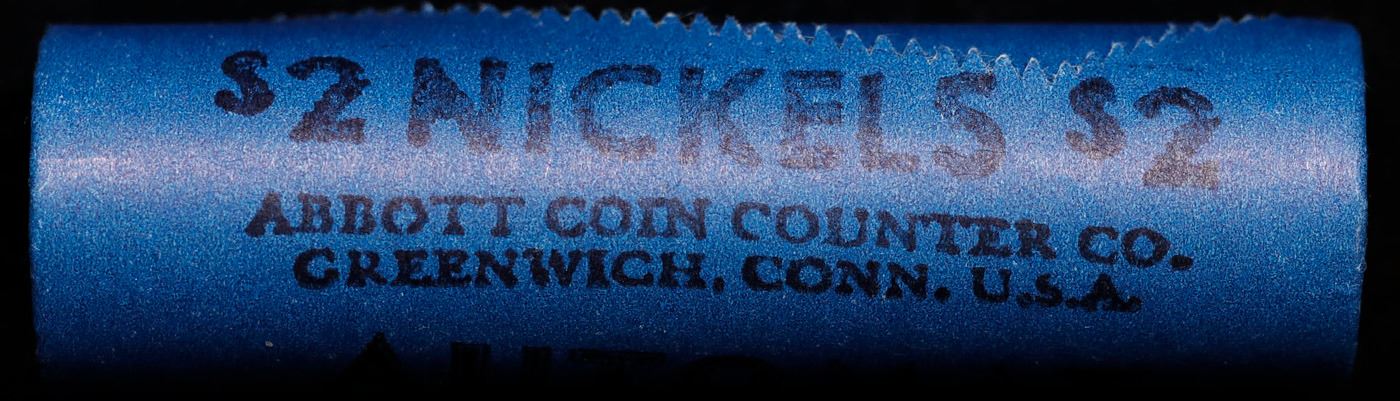 $2 NICKELS $2
ABBOTT COIN COUNTER CO.
GREENWICH, CONN. U.S.A.